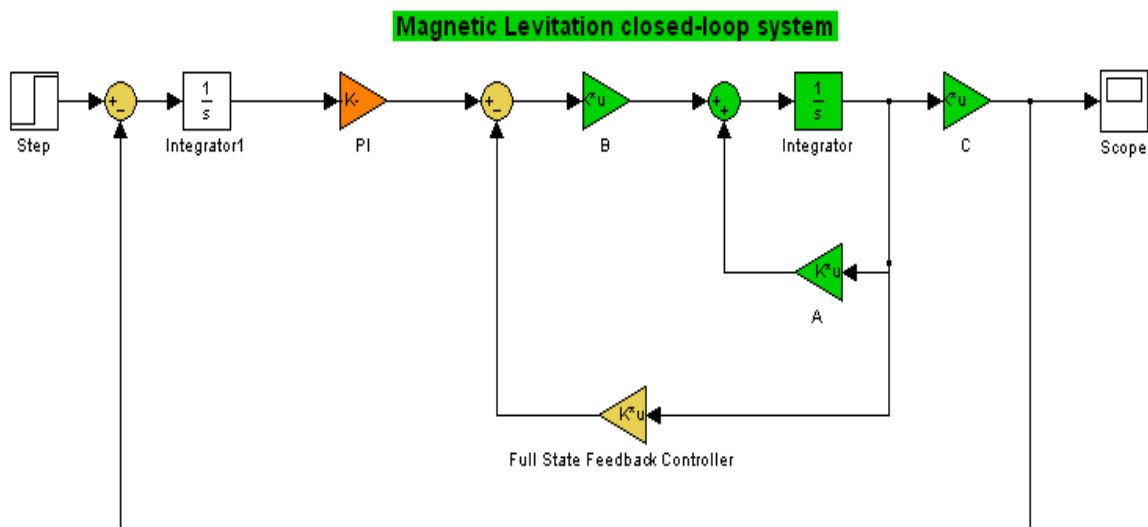 Magnetic Levitation closed-loop system
Step
+
−
1
s
Integrator1
K-
PI
+
−
K*u
B
+
+
1
s
Integrator
K*u
C
Scope
K*u
A
K*u
Full State Feedback Controller